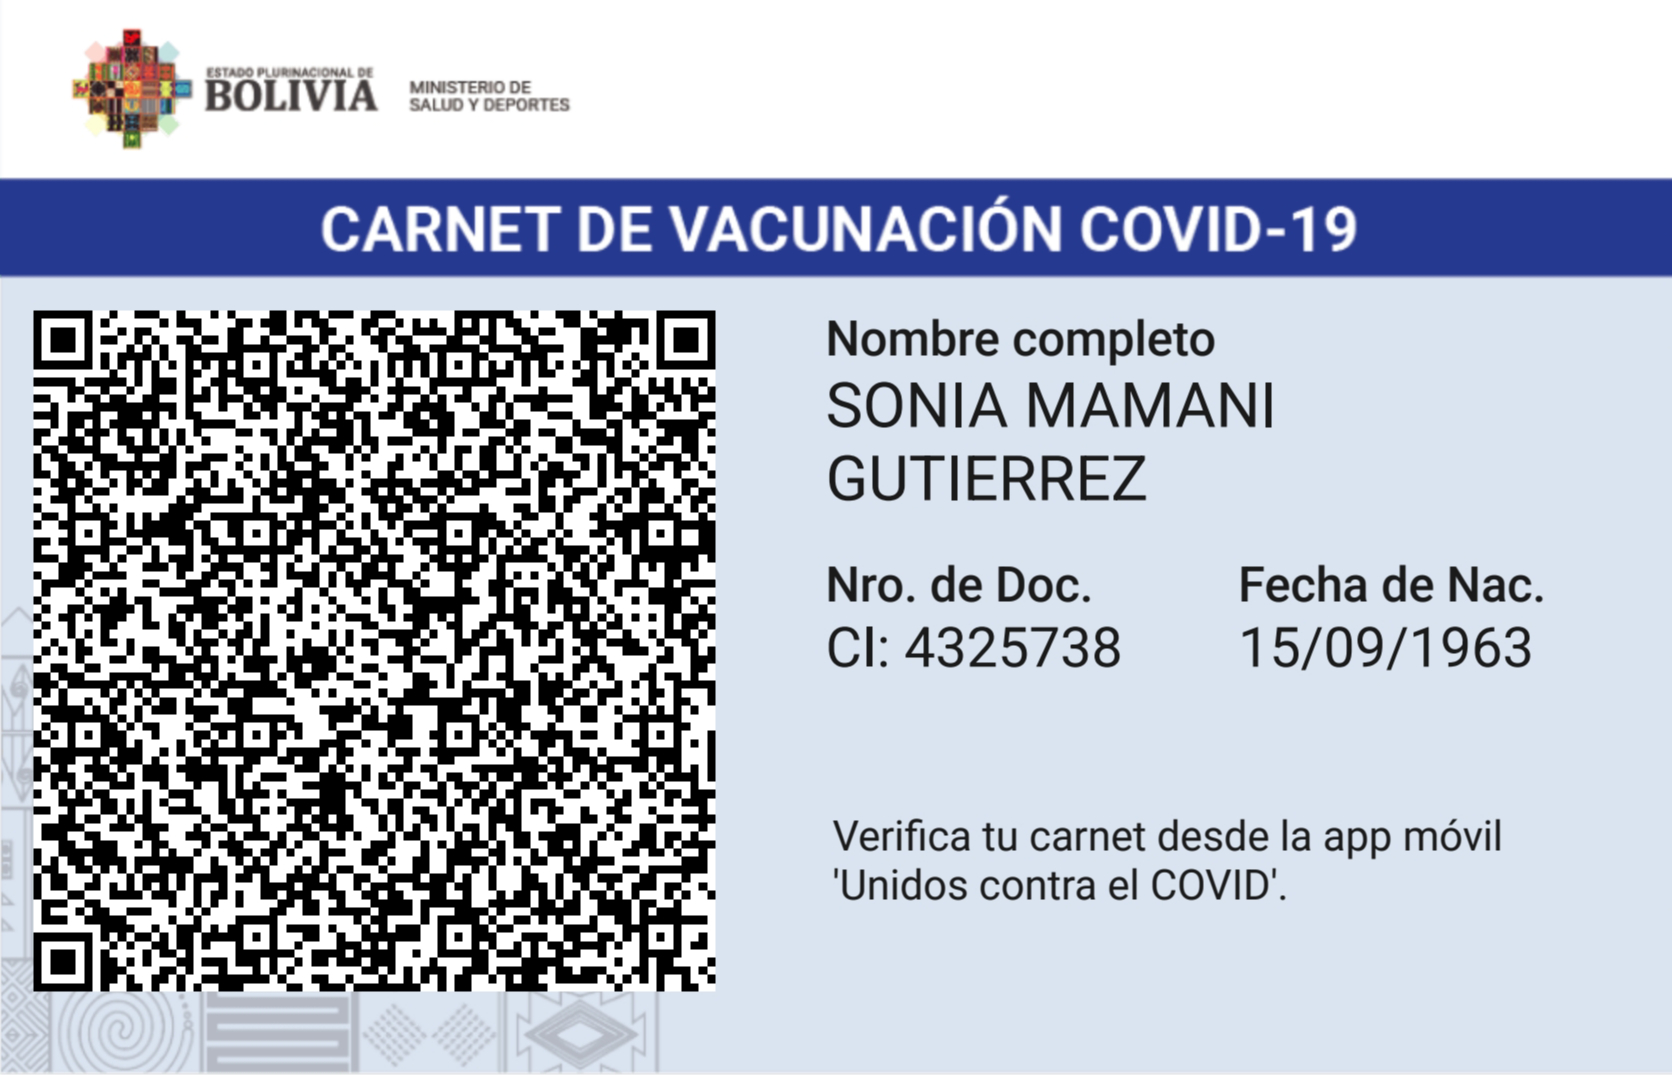 ESTADO PLURINACIONAL DE
BOLIVIA
MINISTERIO DE
SALUD Y DEPORTES
CARNET DE VACUNACIÓN COVID-19
Nombre completo
SONIA MAMANI
GUTIERREZ
Nro. de Doc.
CI: 4325738
Fecha de Nac.
15/09/1963
Verifica tu carnet desde la app móvil
'Unidos contra el COVID'.